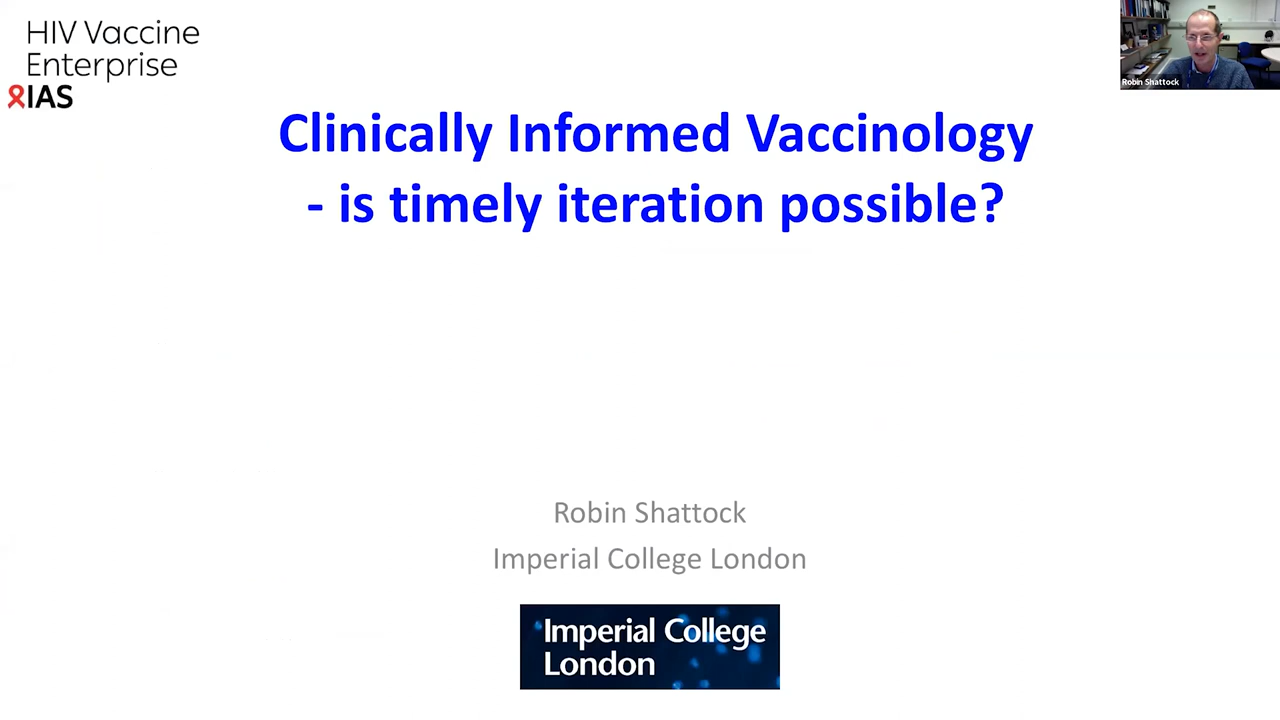 HIV Vaccine
Enterprise
IAS
Robin Shattock
Clinically Informed Vaccinology
- is timely iteration possible?
Robin Shattock
Imperial College London
Imperial College
London